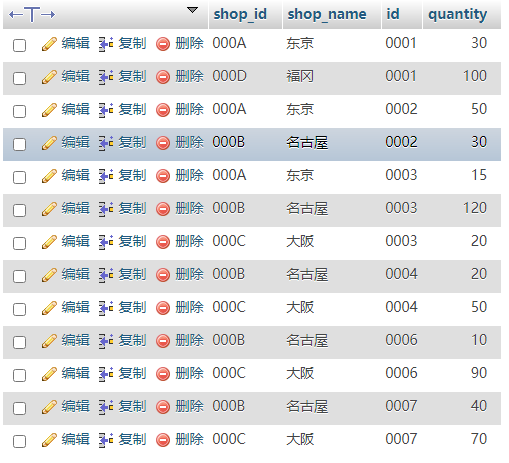 shop_id shop_name id quantity
编辑 复制 删除 000A 东京 0001 30
编辑 复制 删除 000D 福冈 0001 100
编辑 复制 删除 000A 东京 0002 50
编辑 复制 删除 000B 名古屋 0002 30
编辑 复制 删除 000A 东京 0003 15
编辑 复制 删除 000B 名古屋 0003 120
编辑 复制 删除 000C 大阪 0003 20
编辑 复制 删除 000B 名古屋 0004 20
编辑 复制 删除 000C 大阪 0004 50
编辑 复制 删除 000B 名古屋 0006 10
编辑 复制 删除 000C 大阪 0006 90
编辑 复制 删除 000B 名古屋 0007 40
编辑 复制 删除 000C 大阪 0007 70